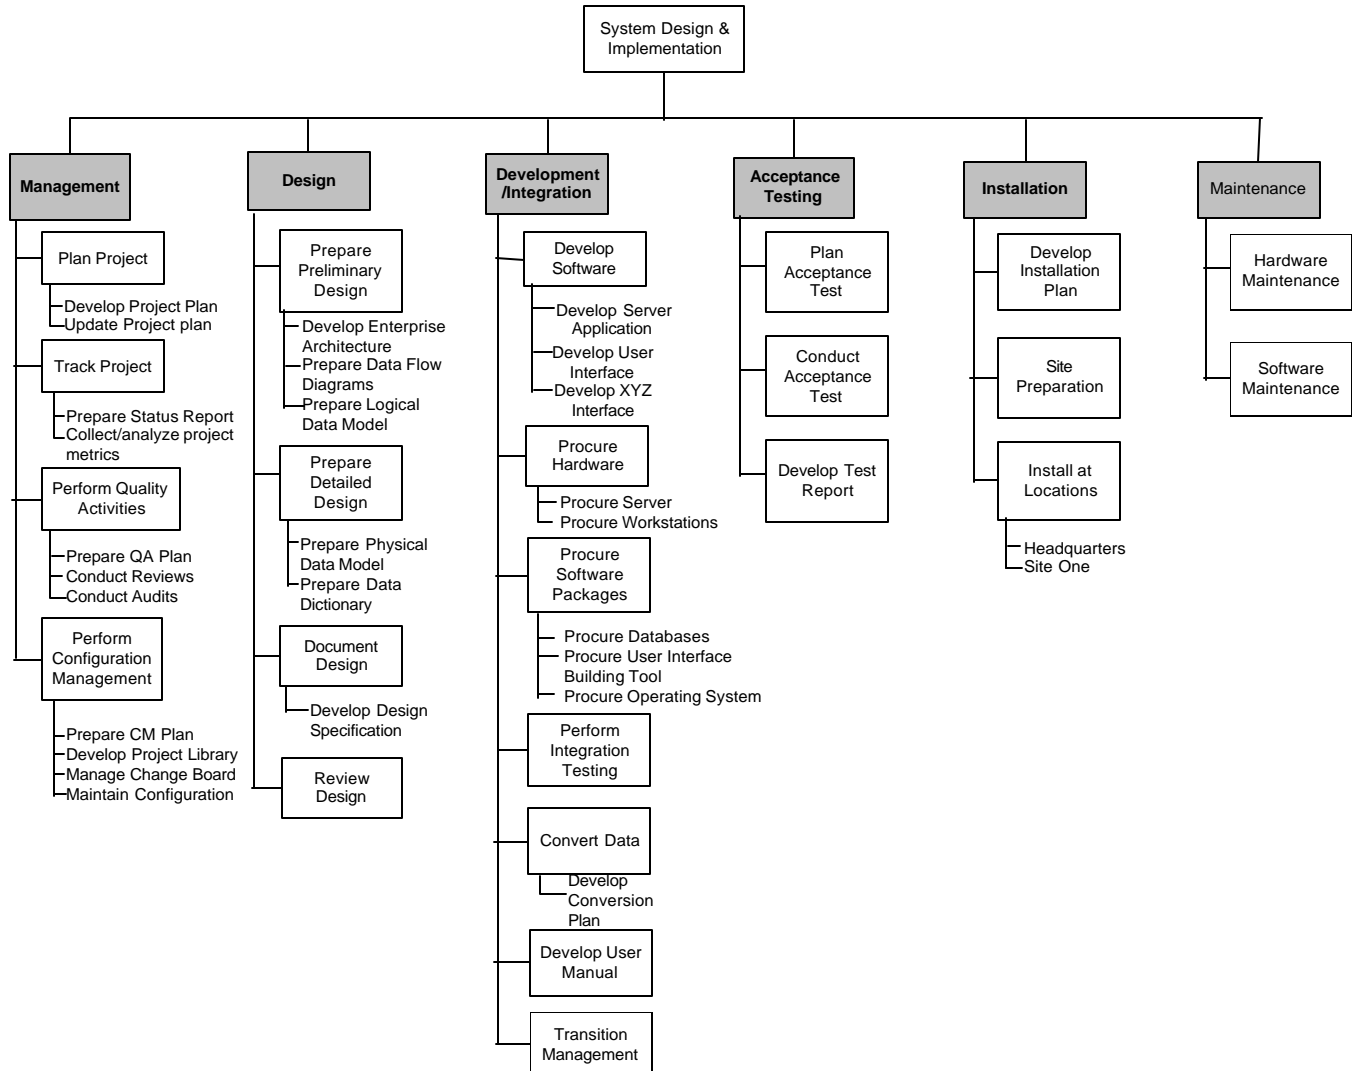 System Design &
Implementation
Management
Plan Project
Develop Project Plan
Update Project plan
Track Project
Prepare Status Report
Collect/analyze project
metrics
Perform Quality
Activities
Prepare QA Plan
Conduct Reviews
Conduct Audits
Perform
Configuration
Management
Prepare CM Plan
Develop Project Library
Manage Change Board
Maintain Configuration
Design
Prepare
Preliminary
Design
Develop Enterprise
Architecture
Prepare Data Flow
Diagrams
Prepare Logical
Data Model
Prepare
Detailed
Design
Prepare Physical
Data Model
Prepare Data
Dictionary
Document
Design
Develop Design
Specification
Review
Design
Development
/Integration
Develop
Software
Develop Server
Application
Develop User
Interface
Develop XYZ
Interface
Procure
Hardware
Procure Server
Procure Workstations
Procure
Software
Packages
Procure Databases
Procure User Interface
Building Tool
Procure Operating System
Perform
Integration
Testing
Convert Data
Develop
Conversion
Plan
Develop User
Manual
Transition
Management
Acceptance
Testing
Plan
Acceptance
Test
Conduct
Acceptance
Test
Develop Test
Report
Installation
Develop
Installation
Plan
Site
Preparation
Install at
Locations
Headquarters
Site One
Maintenance
Hardware
Maintenance
Software
Maintenance